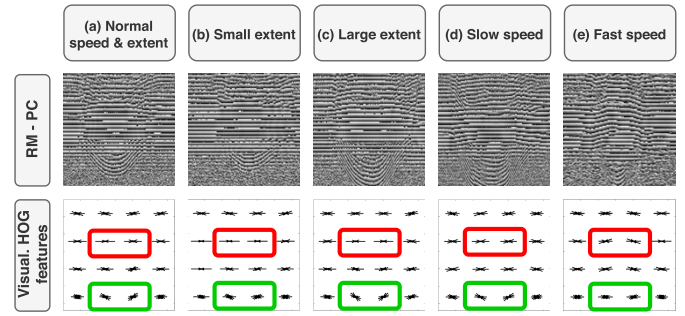 (a) Normal
speed & extent
(b) Small extent
(c) Large extent
(d) Slow speed
(e) Fast speed
RM - PC
Visual. HOG
features